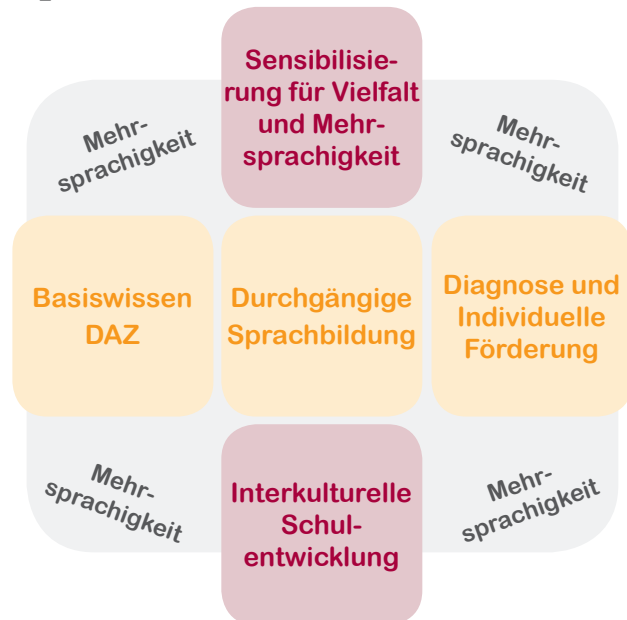 Sensibilisie-
rung für Vielfalt
und Mehr-
sprachigkeit
Mehr-
sprachigkeit
Mehr-
sprachigkeit
Basiswissen
DAZ
Durchgängige
Sprachbildung
Diagnose und
Individuelle
Förderung
Mehr-
sprachigkeit
Interkulturelle
Schul-
entwicklung
Mehr-
sprachigkeit